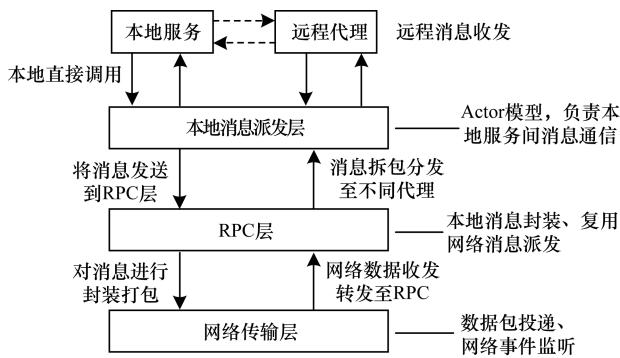 本地服务
远程代理
远程消息收发
本地直接调用
本地消息派发层
Actor模型，负责本
地服务间消息通信
将消息发送
到RPC层
消息拆包分发
至不同代理
RPC层
本地消息封装、复用
网络消息派发
对消息进行
封装打包
网络数据收发
转发至RPC
网络传输层
数据包投递、
网络事件监听